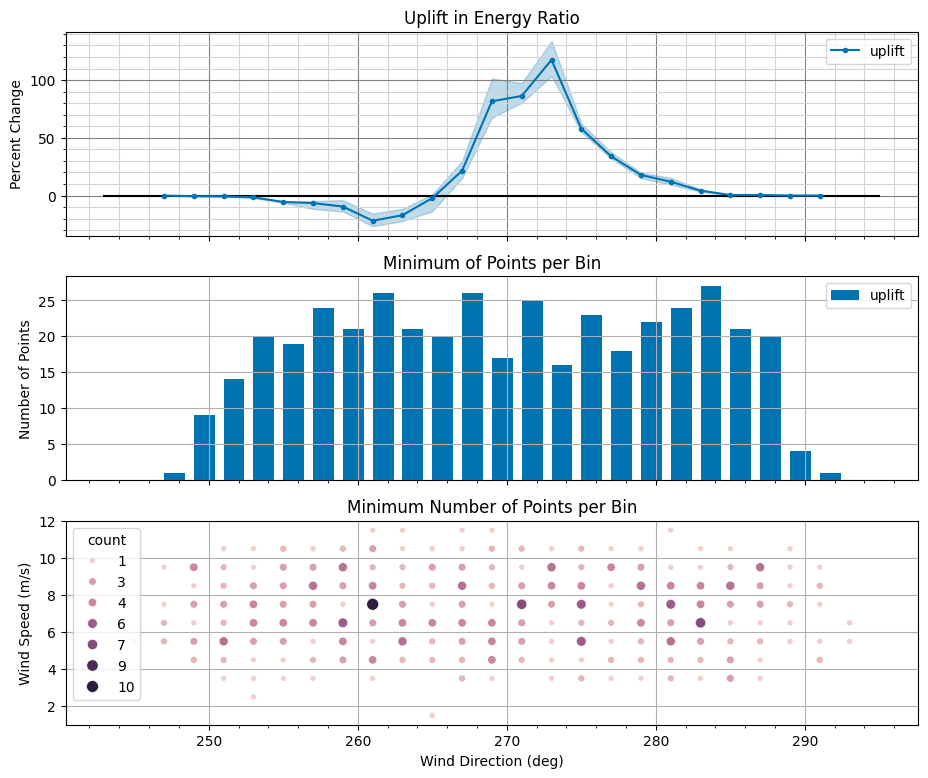 Uplift in Energy Ratio
Percent Change
100
50
0
uplift
Minimum of Points per Bin
Number of Points
25
20
15
10
5
0
uplift
Minimum Number of Points per Bin
Wind Speed (m/s)
12
10
8
6
4
2
count
1
3
4
6
7
9
10
250 260 270 280 290
Wind Direction (deg)